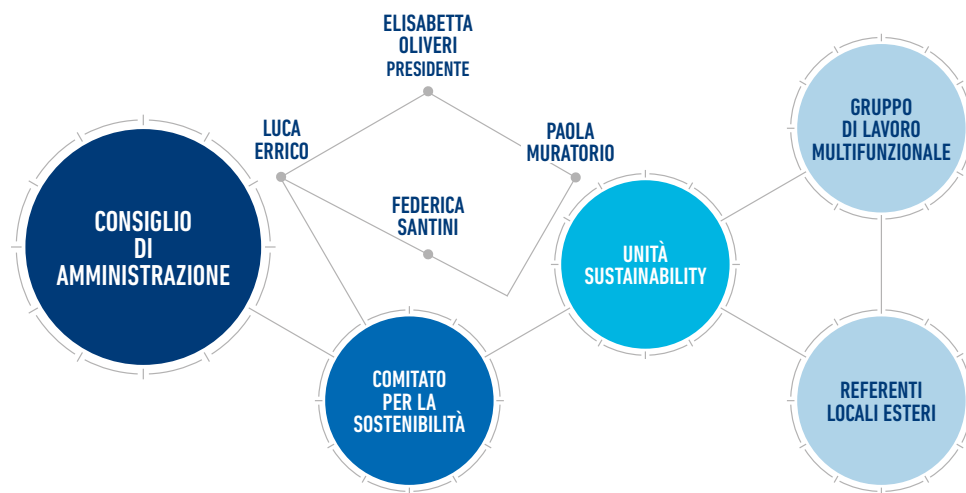 ELISABETTA
OLIVERI
PRESIDENTE
LUCA
ERRICO
PAOLA
MURATORIO
FEDERICA
SANTINI
CONSIGLIO
DI
AMMINISTRAZIONE
COMITATO
PER LA
SOSTENIBILITÀ
UNITÀ
SUSTAINABILITY
GRUPPO
DI LAVORO
MULTIFUNZIONALE
REFERENTI
LOCALI ESTERI